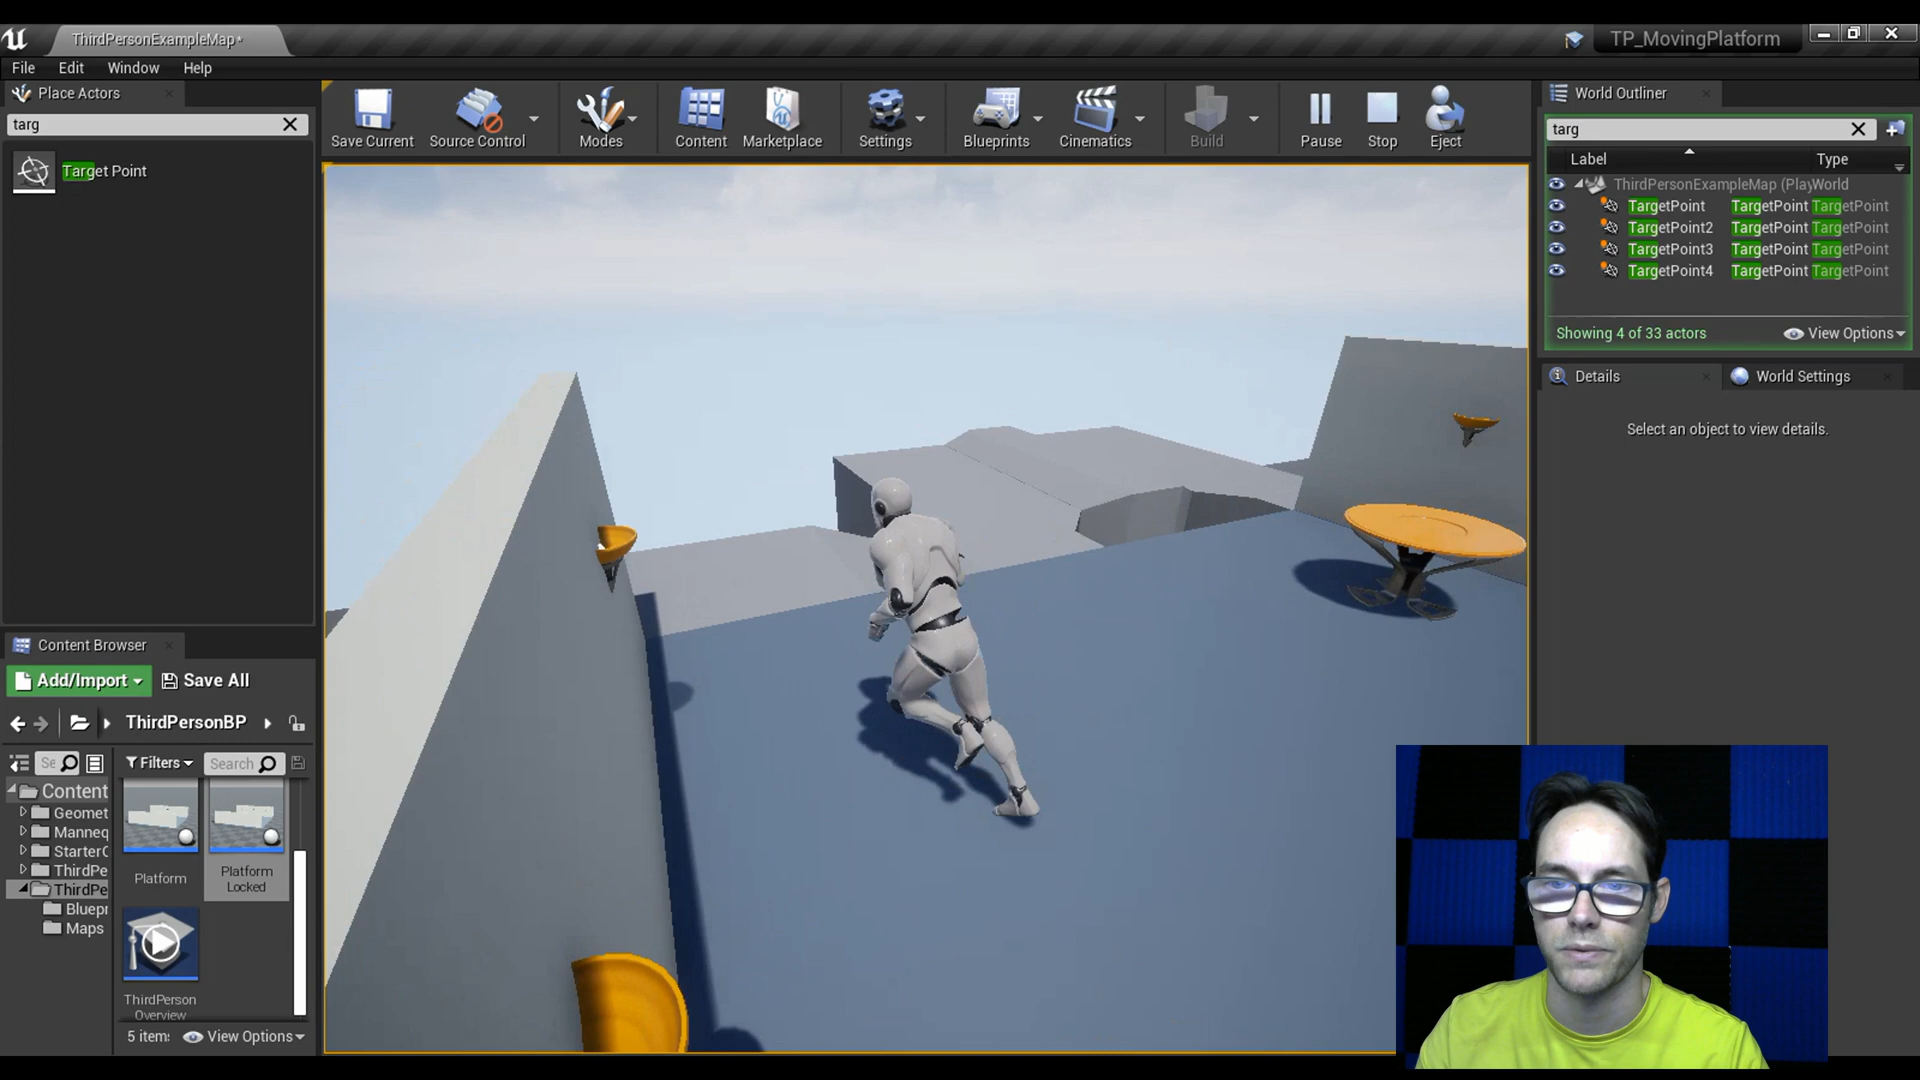 ThirdPersonExampleMap*
TP_MovingPlatform
File Edit Window Help
Place Actors
targ
Target Point
Save Current
Source Control
Modes
Content
Marketplace
Settings
Blueprints
Cinematics
Build
Pause
Stop
Eject
World Outliner
targ
Label Type
ThirdPersonExampleMap (Play World
TargetPoint TargetPoint TargetPoint
TargetPoint2 TargetPoint TargetPoint
TargetPoint3 TargetPoint TargetPoint
TargetPoint4 TargetPoint TargetPoint
Showing 4 of 33 actors
View Options
Details
World Settings
Select an object to view details.
Content Browser
Add/Import
Save All
ThirdPersonBP
Se
Filters
Search
Content
Geomet
Manneq
StarterC
ThirdPe
ThirdPe
Bluepr
Maps
Platform
Platform
Locked
ThirdPerson
Overview
5 items
View Options